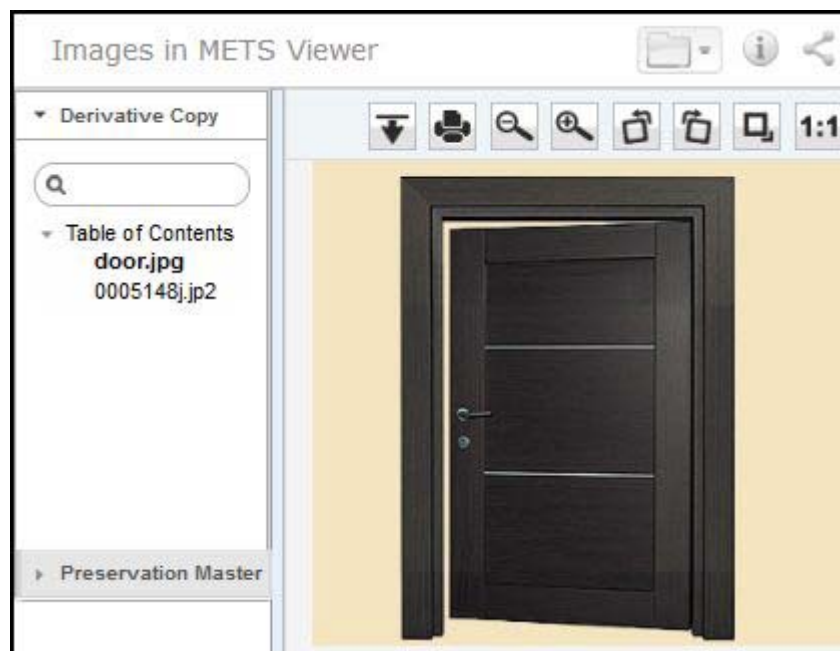 Images in METS Viewer
Derivative Copy
Table of Contents
door.jpg
0005148j.jp2
Preservation Master
1:1